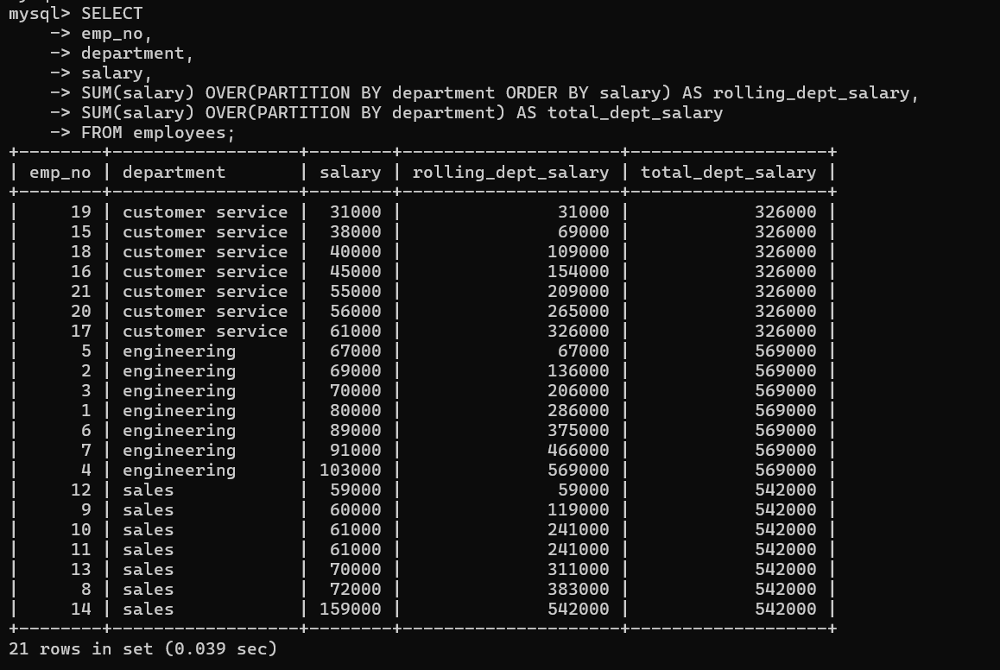 mysql> SELECT
    -> emp_no,
    -> department,
    -> salary,
    -> SUM(salary) OVER(PARTITION BY department ORDER BY salary) AS rolling_dept_salary,
    -> SUM(salary) OVER(PARTITION BY department) AS total_dept_salary
    -> FROM employees;
+--------+------------------+--------+---------------------+-------------------+
| emp_no | department       | salary | rolling_dept_salary | total_dept_salary |
+--------+------------------+--------+---------------------+-------------------+
|     19 | customer service |  31000 |               31000 |            326000 |
|     15 | customer service |  38000 |               69000 |            326000 |
|     18 | customer service |  40000 |              109000 |            326000 |
|     16 | customer service |  45000 |              154000 |            326000 |
|     21 | customer service |  55000 |              209000 |            326000 |
|     20 | customer service |  56000 |              265000 |            326000 |
|     17 | customer service |  61000 |              326000 |            326000 |
|      5 | engineering      |  67000 |               67000 |            569000 |
|      2 | engineering      |  69000 |              136000 |            569000 |
|      3 | engineering      |  70000 |              206000 |            569000 |
|      1 | engineering      |  80000 |              286000 |            569000 |
|      6 | engineering      |  89000 |              375000 |            569000 |
|      7 | engineering      |  91000 |              466000 |            569000 |
|      4 | engineering      | 103000 |              569000 |            569000 |
|     12 | sales            |  59000 |               59000 |            542000 |
|      9 | sales            |  60000 |              119000 |            542000 |
|     10 | sales            |  61000 |              241000 |            542000 |
|     11 | sales            |  61000 |              241000 |            542000 |
|     13 | sales            |  70000 |              311000 |            542000 |
|      8 | sales            |  72000 |              383000 |            542000 |
|     14 | sales            | 159000 |              542000 |            542000 |
+--------+------------------+--------+---------------------+-------------------+
21 rows in set (0.039 sec)